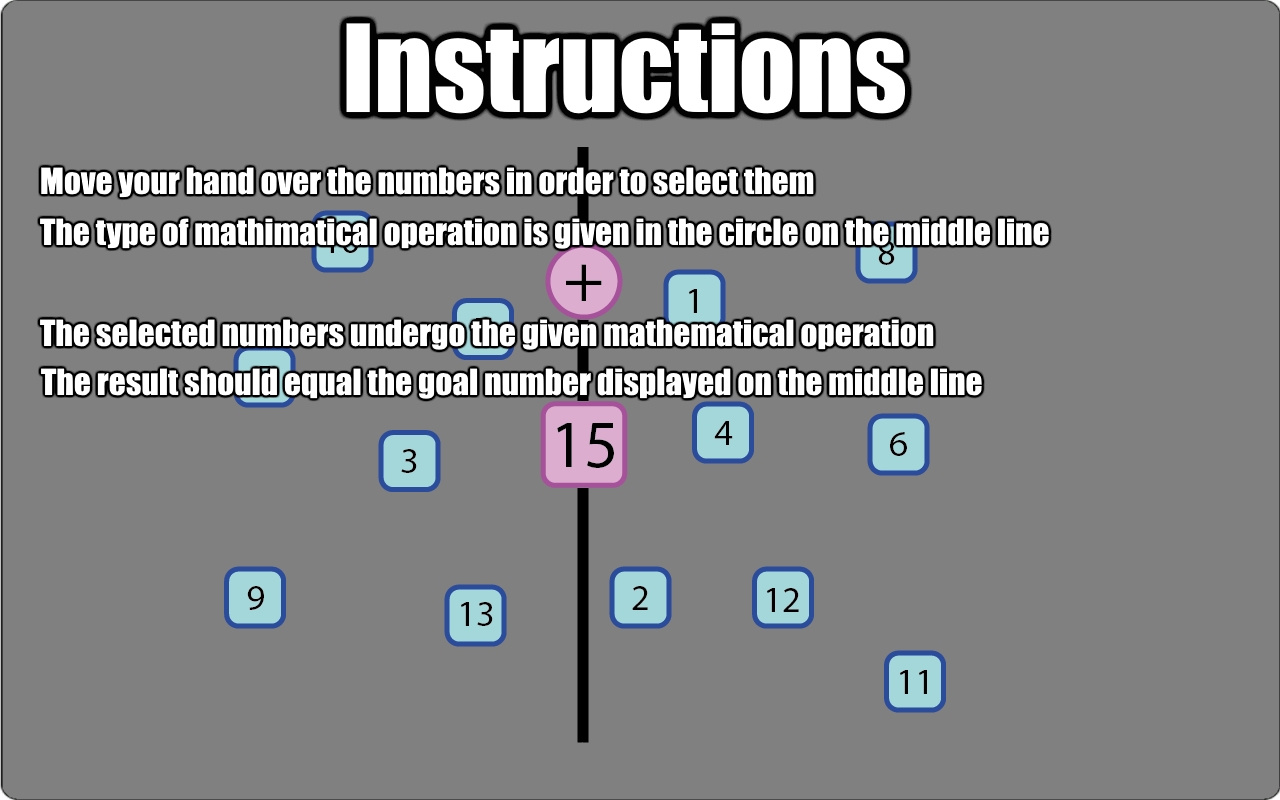 Instructions
Move your hand over the numbers in order to select them
The type of mathimatical operation is given in the circle on the middle line
8
+
1
The selected numbers undergo the given mathematical operation
The result should equal the goal number displayed on the middle line
15
4
6
3
9
13
2
12
11